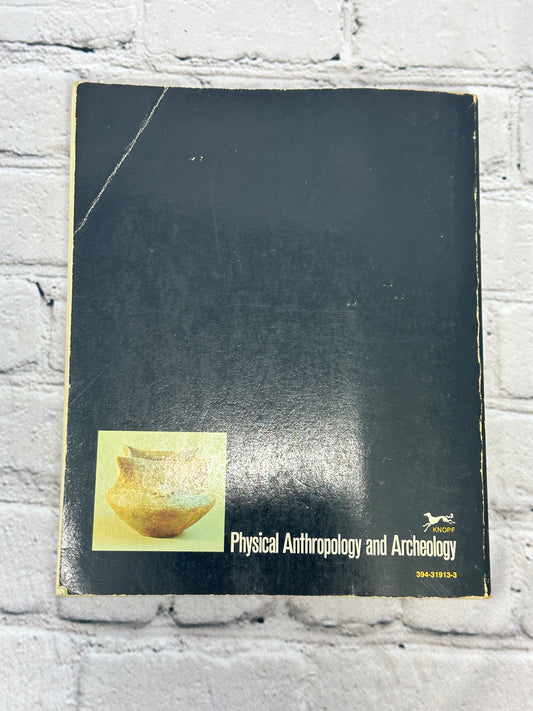 KNOPF
Physical Anthropology and Archeology
394-31913-3